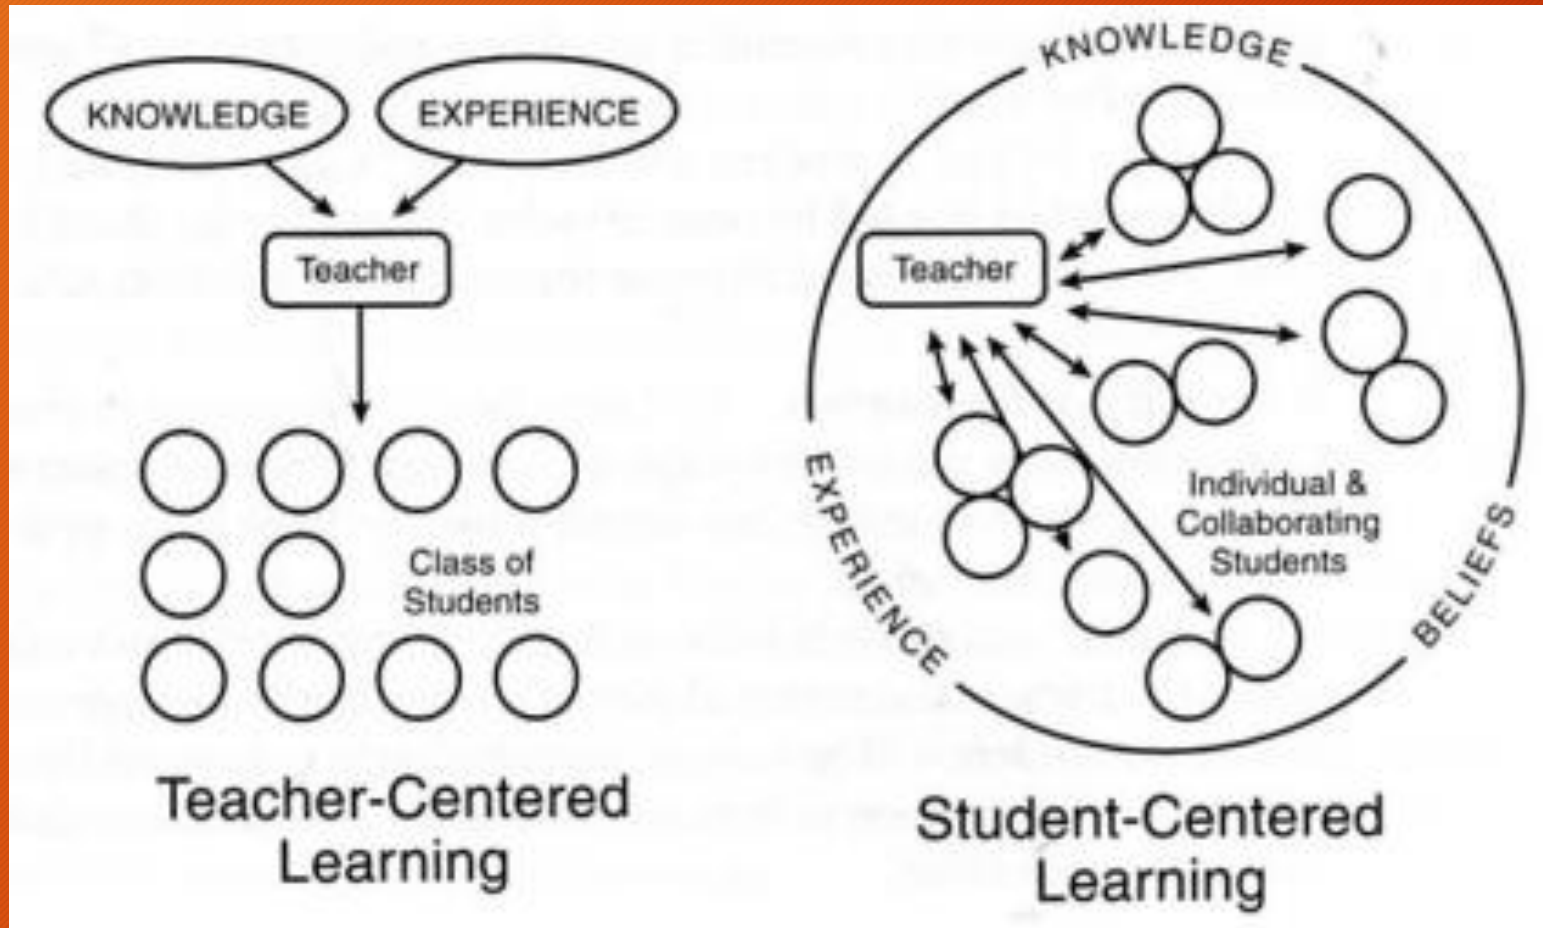 KNOWLEDGE
EXPERIENCE
Teacher
Class of
Students
Teacher-Centered
Learning
KNOWLEDGE
Teacher
Individual &
Collaborating
Students
EXPERIENCE
BELIEFS
Student-Centered
Learning